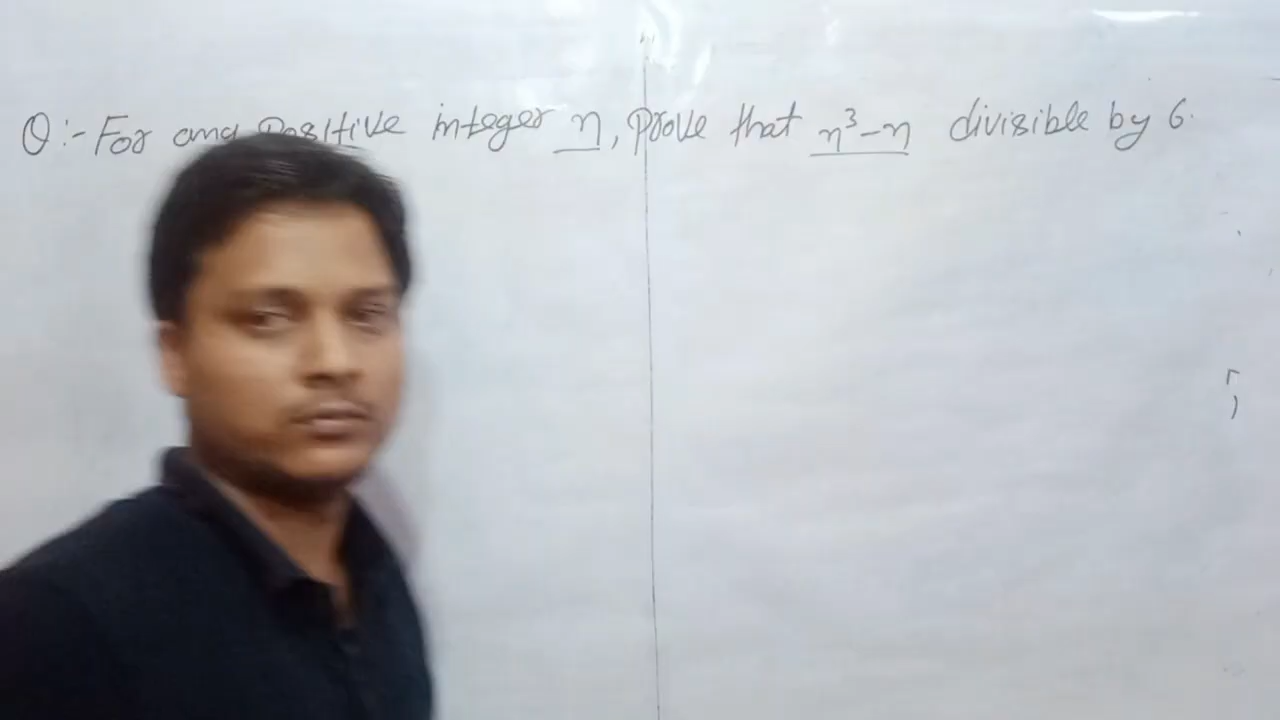 Q:- For any Positive integer n, Prove that n³-n divisible by 6.